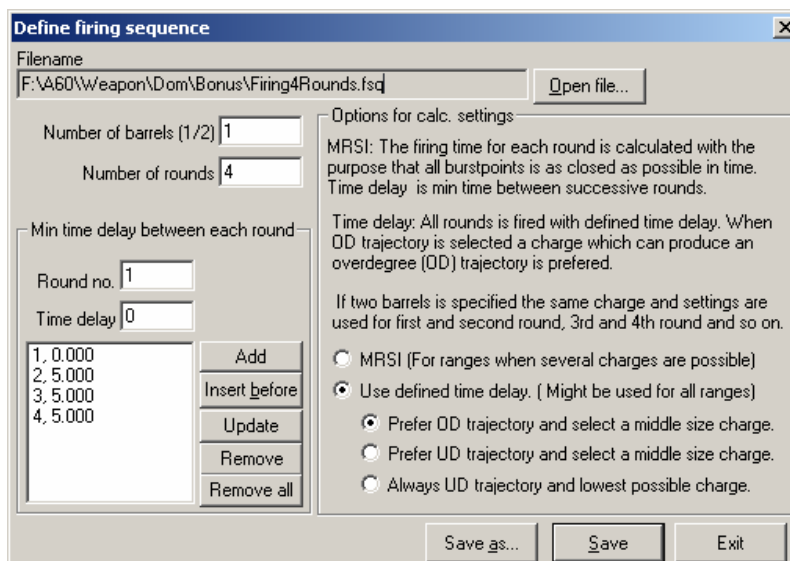 Define firing sequence
Filename
F:\A60\Weapon\Dom\Bonus\Firing4Rounds.fsq
Open file...
Number of barrels (1/2) 1
Number of rounds 4
Min time delay between each round
Round no. 1
Time delay 0
1, 0.000
2, 5.000
3, 5.000
4, 5.000
Add
Insert before
Update
Remove
Remove all
Options for calc. settings
MRSI: The firing time for each round is calculated with the
purpose that all burstpoints is as closed as possible in time.
Time delay is min time between successive rounds.
Time delay: All rounds is fired with defined time delay. When
OD trajectory is selected a charge which can produce an
overdegree (OD) trajectory is prefered.
If two barrels is specified the same charge and settings are
used for first and second round, 3rd and 4th round and so on.
MRSI (For ranges when several charges are possible)
Use defined time delay. ( Might be used for all ranges)
Prefer OD trajectory and select a middle size charge.
Prefer UD trajectory and select a middle size charge.
Always UD trajectory and lowest possible charge.
Save as...
Save
Exit